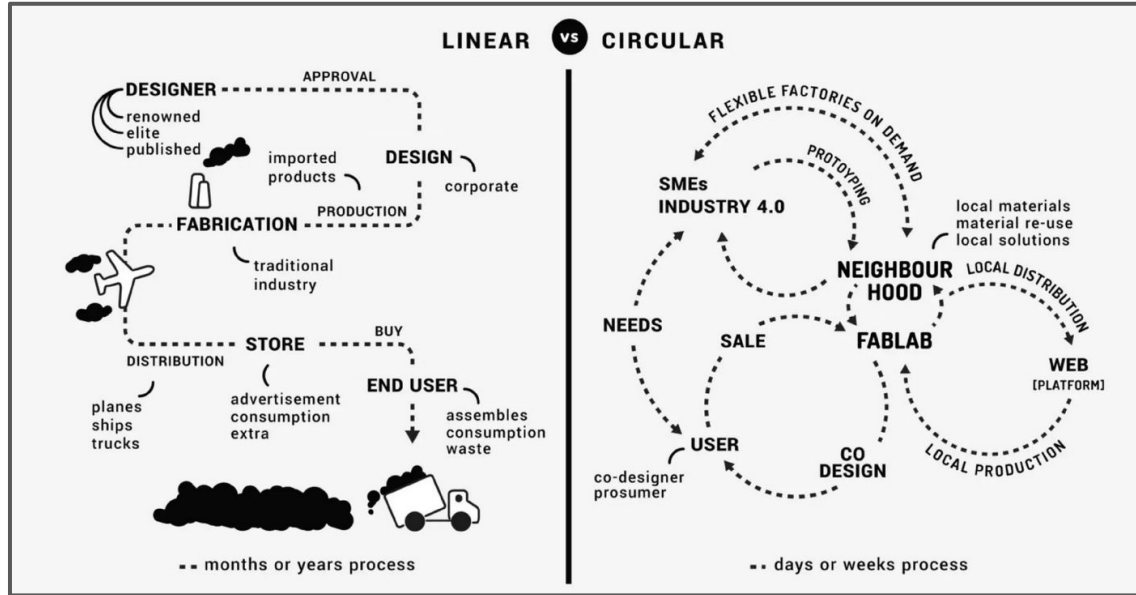 LINEAR vs CIRCULAR
DESIGNER
renowned
elite
published
APPROVAL
DESIGN
corporate
imported
products
PRODUCTION
FABRICATION
traditional
industry
DISTRIBUTION
planes
ships
trucks
STORE
advertisement
consumption
extra
BUY
END USER
assembles
consumption
waste
months or years process
FLEXIBLE FACTORIES ON DEMAND
PROTOYPING
SMEs
INDUSTRY 4.0
local materials
material re-use
local solutions
NEIGHBOUR
HOOD
LOCAL DISTRIBUTION
NEEDS
SALE
FABLAB
WEB
[PLATFORM]
USER
co-designer
prosumer
CO
DESIGN
LOCAL PRODUCTION
days or weeks process